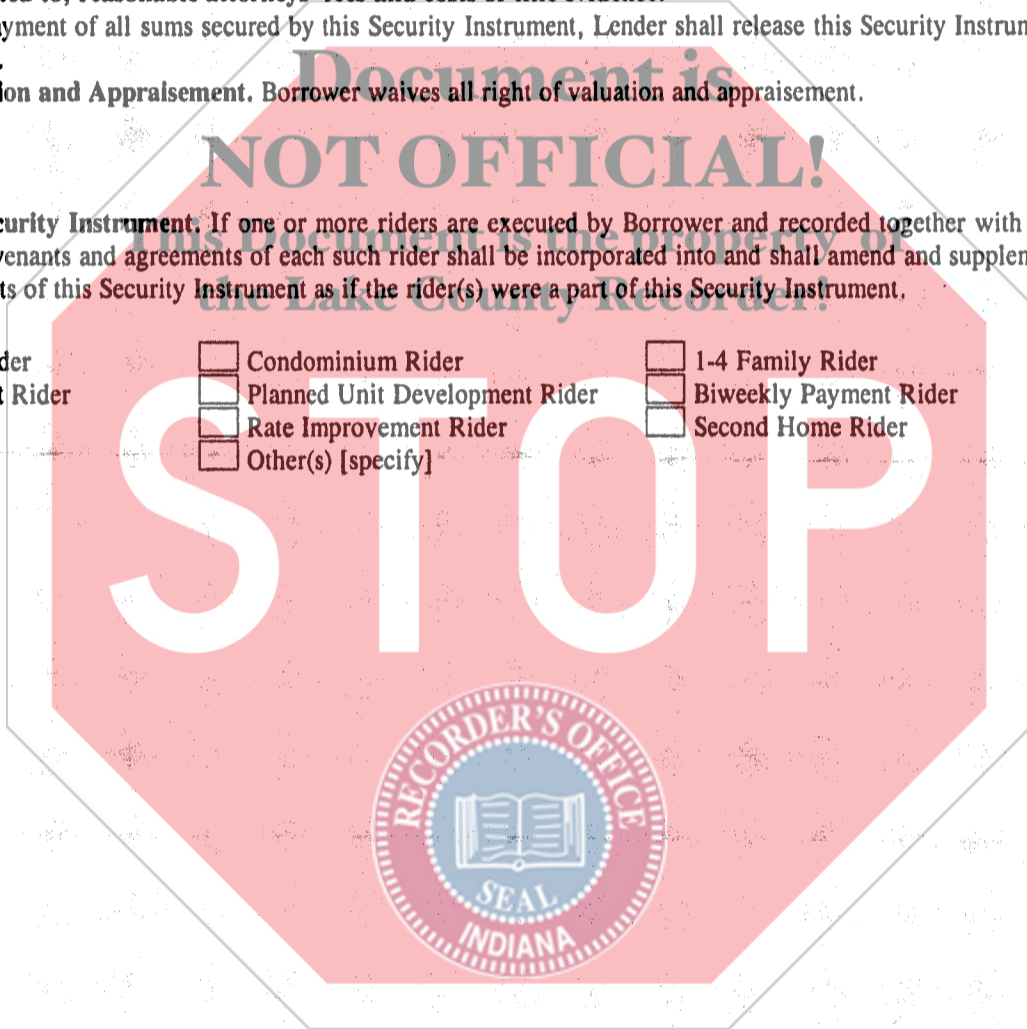 yment of all sums secured by this Security Instrument, Lender shall release this Security Instrum
ion and Appraisement. Borrower waives all right of valuation and appraisement.
Document is
NOT OFFICIAL!
curity Instrument. If one or more riders are executed by Borrower and recorded together with
This Document is the property of
venants and agreements of each such rider shall be incorporated into and shall amend and supplem
ts of this Security Instrument as if the rider(s) were a part of this Security Instrument.
the Lake County Recorder!
der Condominium Rider 1-4 Family Rider
t Rider Planned Unit Development Rider Biweekly Payment Rider
Rate Improvement Rider Second Home Rider
Other(s) [specify]
STOP
RECORDER'S OFFICE
SEAL
INDIANA